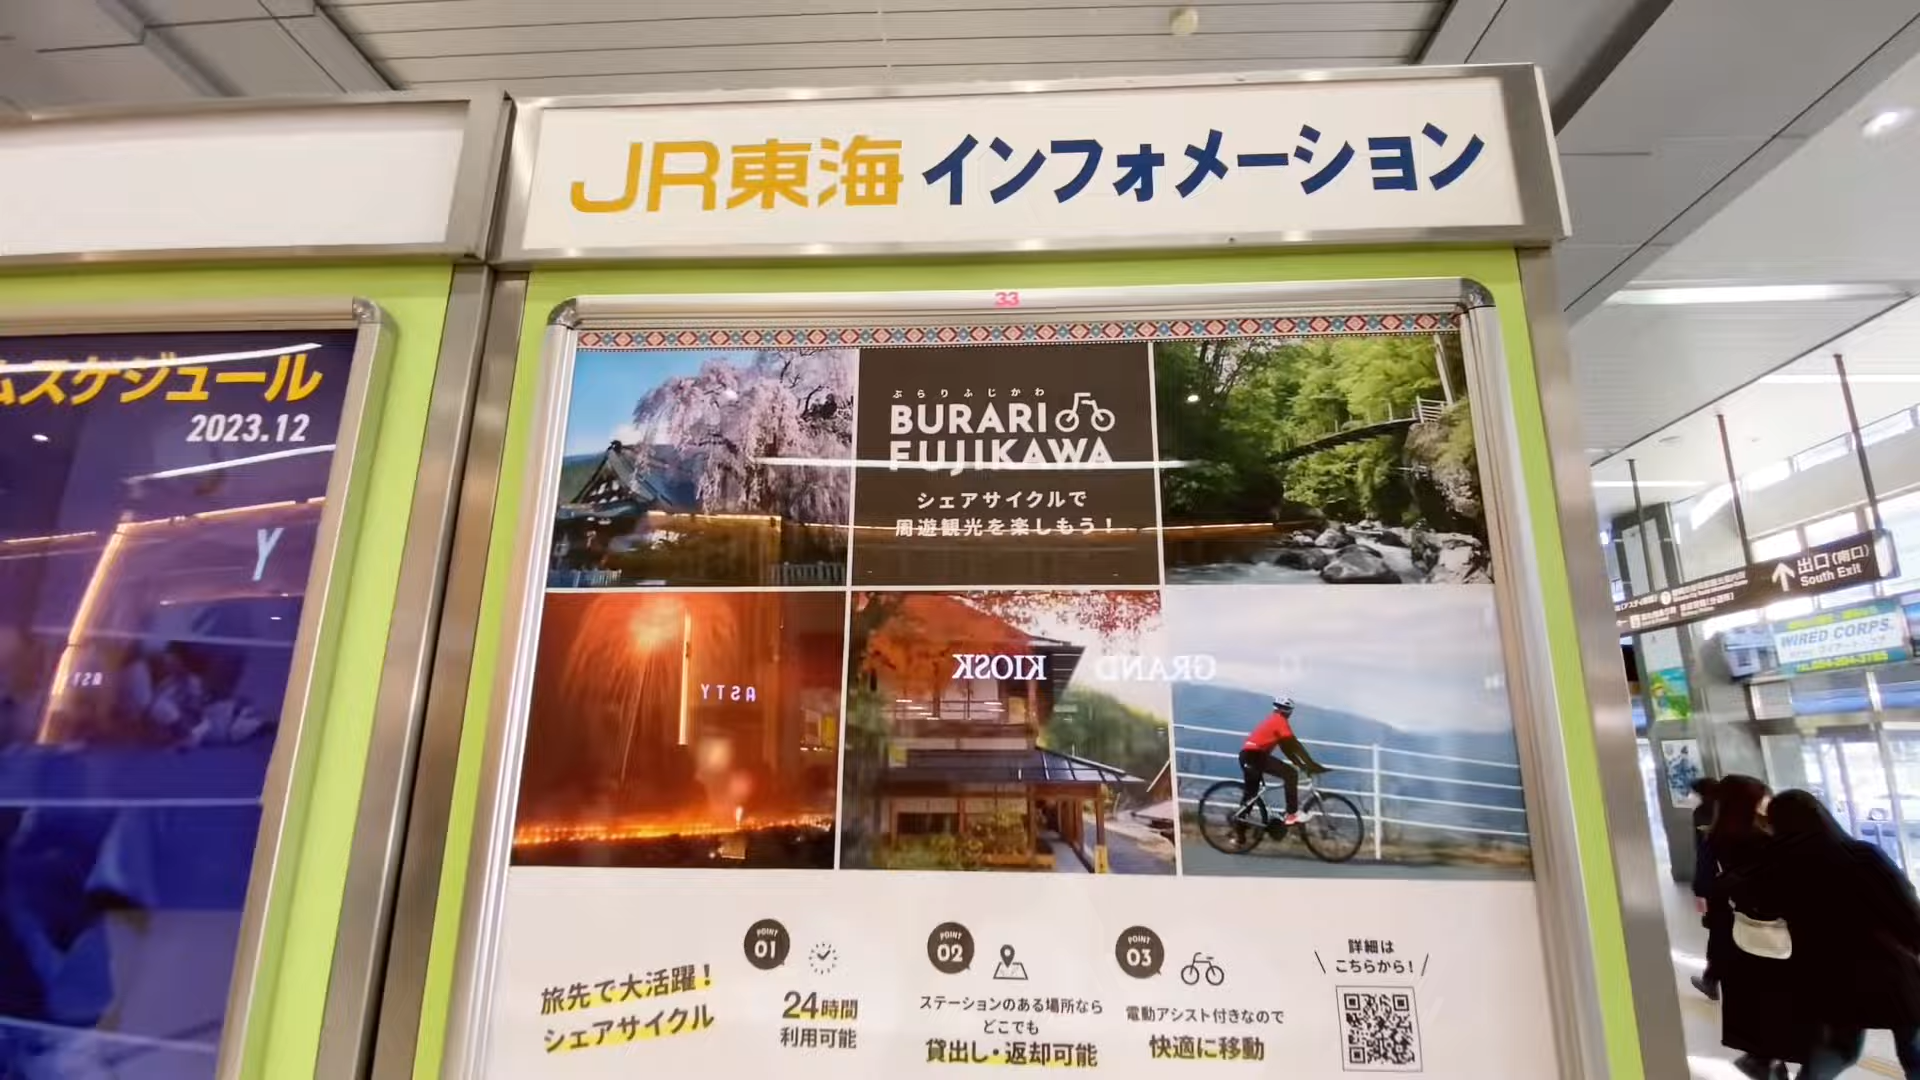 JR東海 インフォメーション
33
ムスケジュール
2023.12
Y
ぶらりふじかわ
BURARI
FUJIKAWA
シェアサイクルで
周遊観光を楽しもう！
KIOSK
GRAND
ASTY
旅先で大活躍！
シェアサイクル
POINT
01
24時間
利用可能
POINT
02
ステーションのある場所なら
どこでも
貸出し・返却可能
POINT
03
電動アシスト付きなので
快適に移動
詳細は
こちらから！
出口（南口）
South Exit
WIRED CORPS.